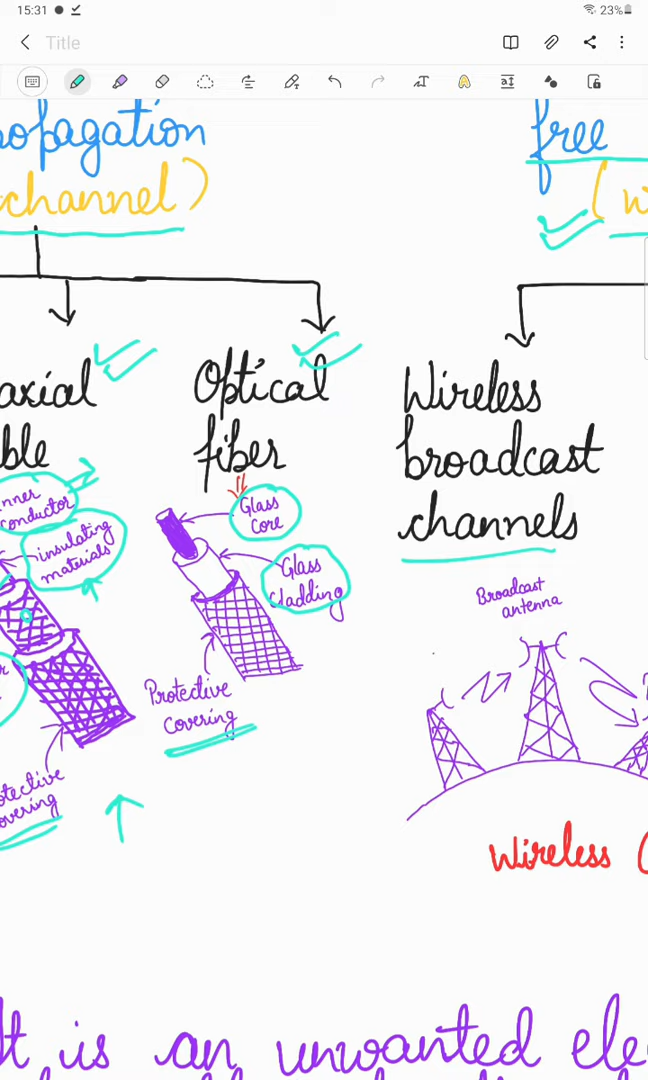 15:31
23%
Title
opagation
channel)
free
(w
axial
ble
Optical
fiber
Wireless
broadcast
channels
nner
conductor
insulating
materials
Glass
core
Glass
cladding
Protective
covering
otective
overing
Broadcast
antenna
Wireless (
It is an unwanted ele